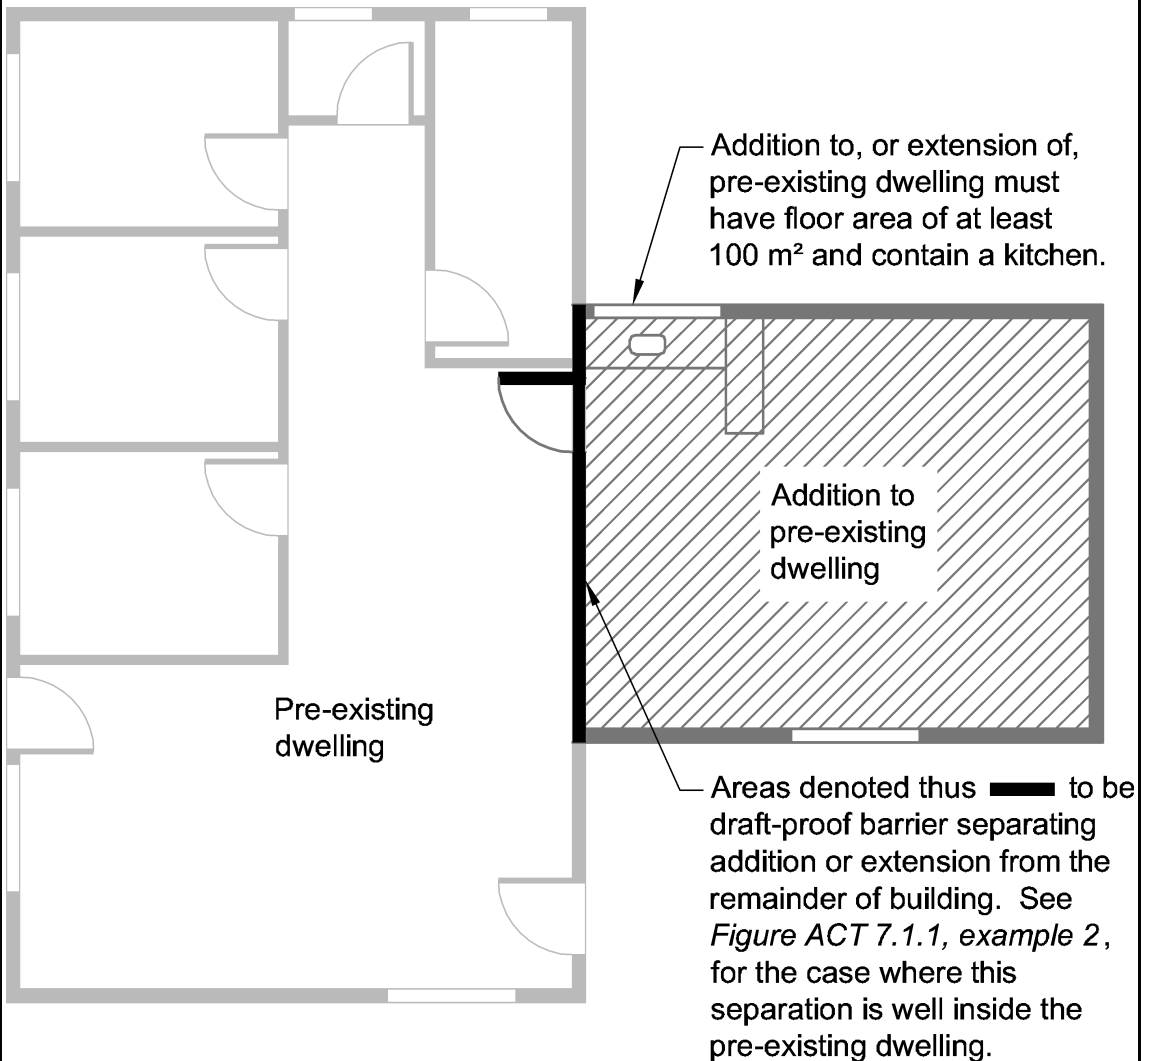 Addition to, or extension of,
pre-existing dwelling must
have floor area of at least
100 m² and contain a kitchen.
Addition to
pre-existing
dwelling
Pre-existing
dwelling
Areas denoted thus to be
draft-proof barrier separating
addition or extension from the
remainder of building. See
Figure ACT 7.1.1, example 2,
for the case where this
separation is well inside the
pre-existing dwelling.